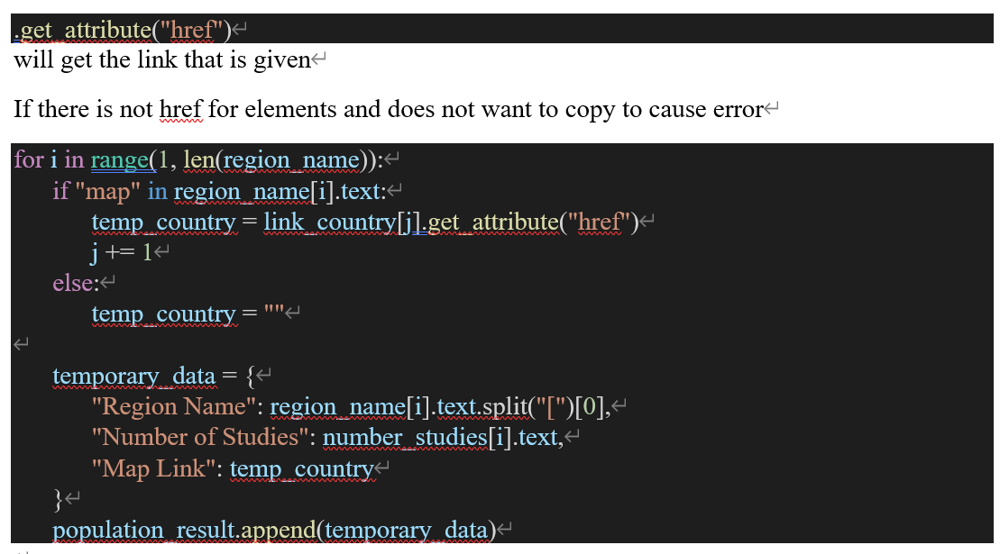 .get_attribute("href")↵
will get the link that is given↵
If there is not href for elements and does not want to copy to cause error↵
for i in range(1, len(region_name)):↵
    if "map" in region_name[i].text:↵
        temp_country = link_country[j].get_attribute("href")↵
        j += 1↵
    else:↵
        temp_country = ""↵
↵
    temporary_data = {↵
        "Region Name": region_name[i].text.split("[")[0],↵
        "Number of Studies": number_studies[i].text,↵
        "Map Link": temp_country↵
    }↵
    population_result.append(temporary_data)↵